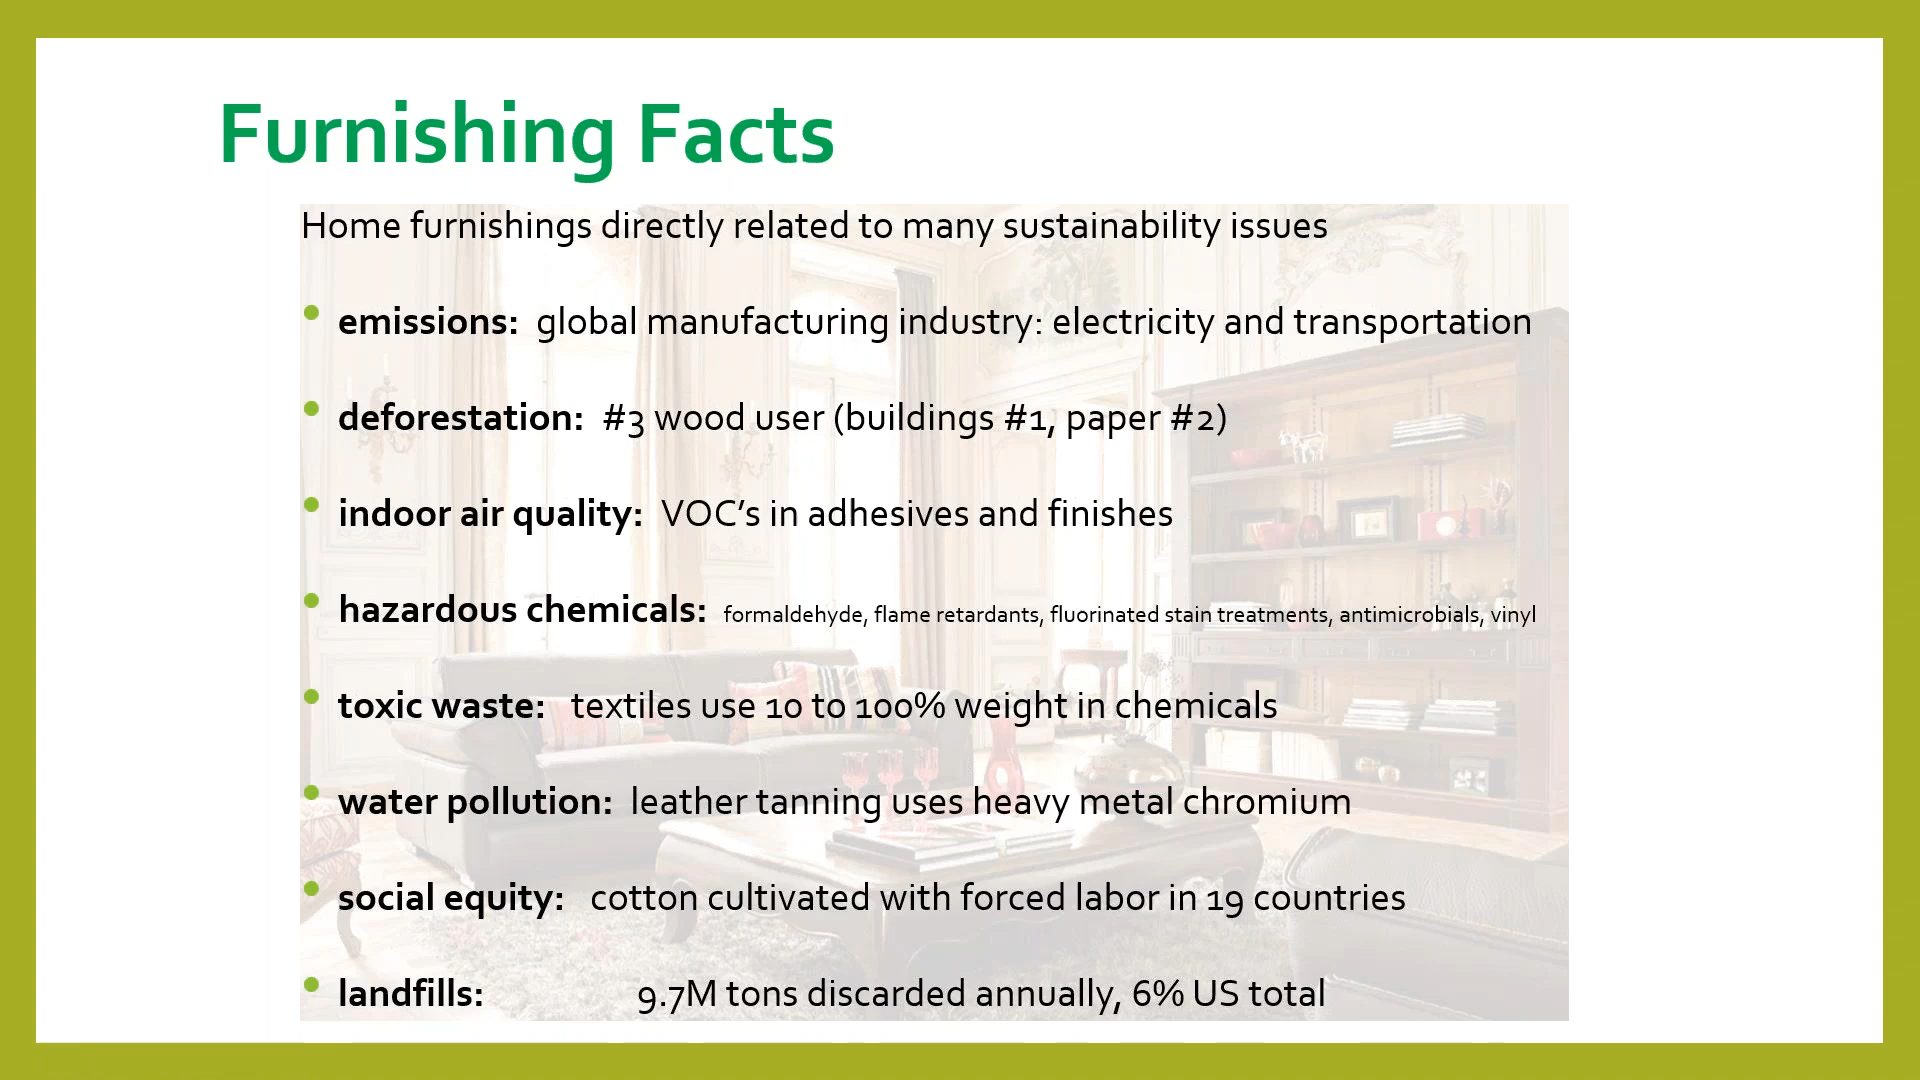 Furnishing Facts
Home furnishings directly related to many sustainability issues
• emissions: global manufacturing industry: electricity and transportation
• deforestation: #3 wood user (buildings #1, paper #2)
• indoor air quality: VOC’s in adhesives and finishes
• hazardous chemicals: formaldehyde, flame retardants, fluorinated stain treatments, antimicrobials, vinyl
• toxic waste: textiles use 10 to 100% weight in chemicals
• water pollution: leather tanning uses heavy metal chromium
• social equity: cotton cultivated with forced labor in 19 countries
• landfills: 9.7M tons discarded annually, 6% US total